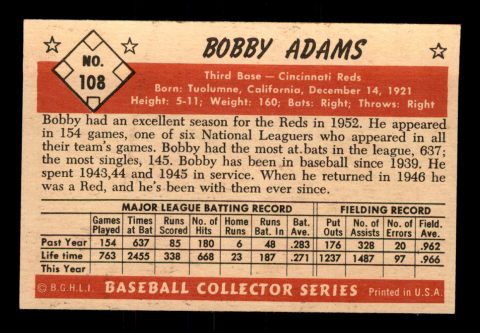 BOBBY ADAMS
NO.
108
Third Base — Cincinnati Reds
Born: Tuolumne, California, December 14, 1921
Height: 5-11; Weight: 160; Bats: Right; Throws: Right
Bobby had an excellent season for the Reds in 1952. He appeared
in 154 games, one of six National Leaguers who appeared in all
their team's games. Bobby had the most at.bats in the league, 637;
the most singles, 145. Bobby has been in baseball since 1939. He
spent 1943,44 and 1945 in service. When he returned in 1946 he
was a Red, and he's been with them ever since.
MAJOR LEAGUE BATTING RECORD FIELDING RECORD
Games Times Runs No. of Home Runs Bat. Put No. of No. of Field.
Played at Bat Scored Hits Runs Bat. In Ave. Outs Assists Errors Ave.
Past Year 154 637 85 180 6 48 .283 176 328 20 .962
Life time 763 2455 338 668 23 187 .271 1237 1487 97 .966
This Year
© B.G.H.L.I. BASEBALL COLLECTOR SERIES Printed in U.S.A.